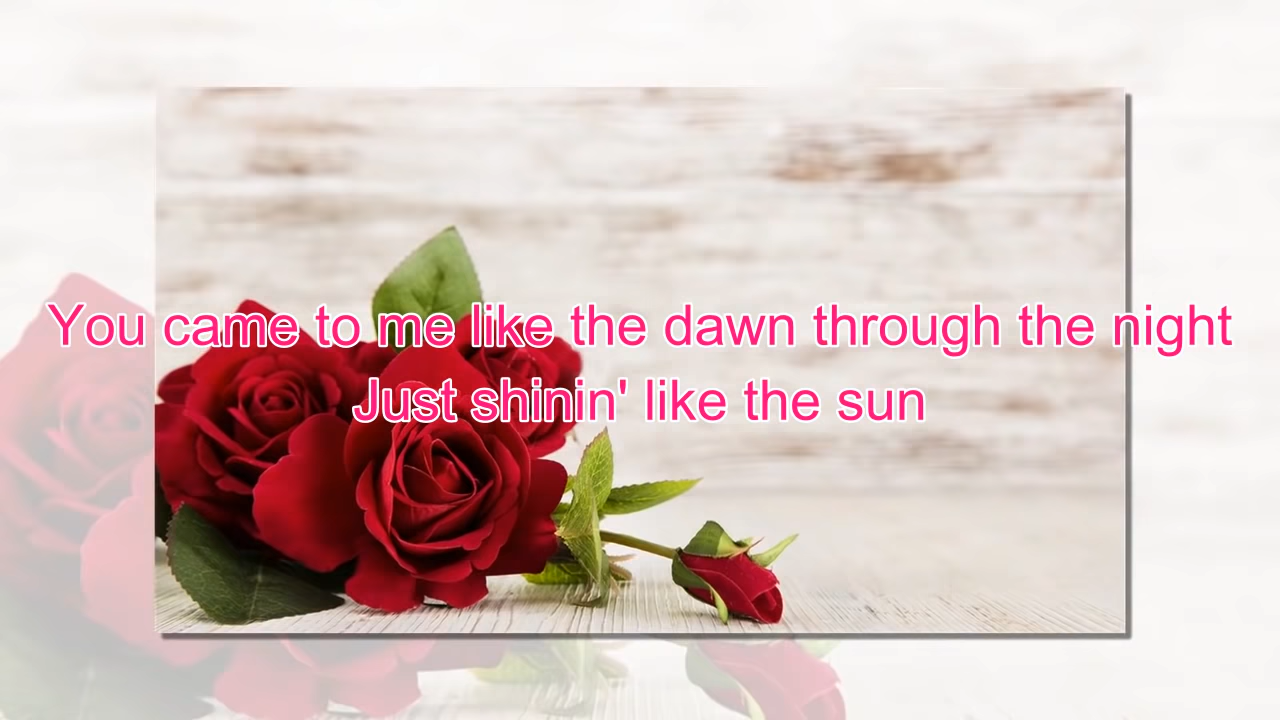 You came to me like the dawn through the night
Just shinin' like the sun